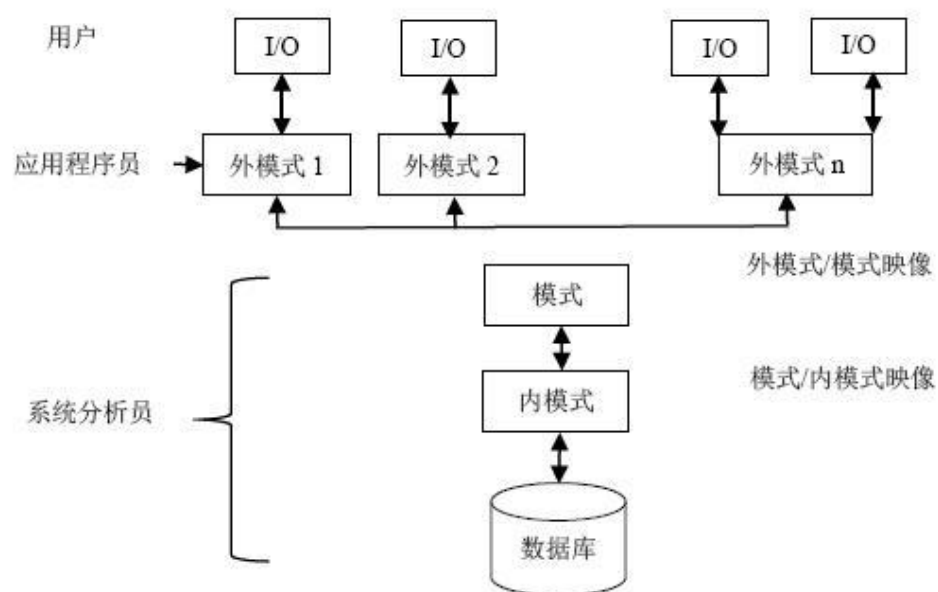 用户
I/O
I/O
I/O
I/O
应用程序员
外模式 1
外模式 2
外模式 n
外模式/模式映像
模式
模式/内模式映像
内模式
系统分析员
数据库